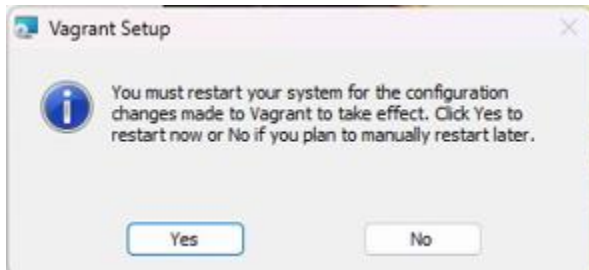 Vagrant Setup
You must restart your system for the configuration
changes made to Vagrant to take effect. Click Yes to
restart now or No if you plan to manually restart later.
Yes No